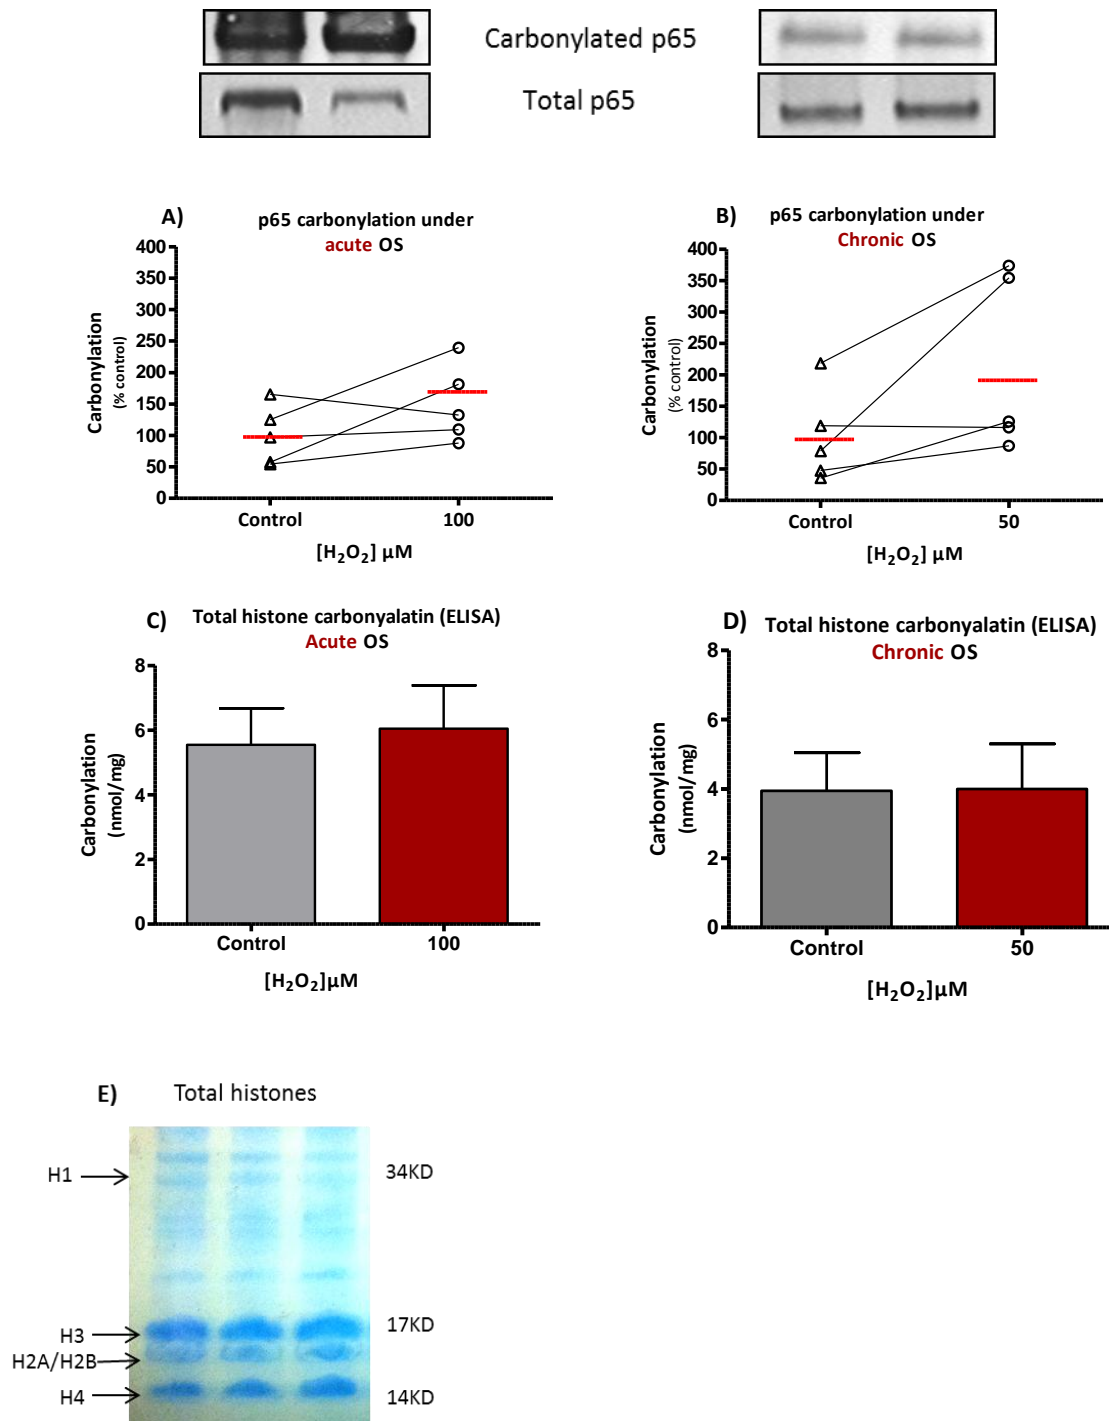 Carbonylated p65
Total p65
A)
p65 carbonylation under
acute OS
400
350
300
250
200
150
100
50
0
Carbonylation
(% control)
Control
100
[H₂O₂] µM
B)
p65 carbonylation under
Chronic OS
400
350
300
250
200
150
100
50
0
Carbonylation
(% control)
Control
50
[H₂O₂] µM
C)
Total histone carbonyalatin (ELISA)
Acute OS
8
6
4
2
0
Carbonylation
(nmol/mg)
Control
100
[H₂O₂]µM
D)
Total histone carbonyalatin (ELISA)
Chronic OS
8
6
4
2
0
Carbonylation
(nmol/mg)
Control
50
[H₂O₂]µM
E)
Total histones
H1
34KD
H3
17KD
H2A/H2B
H4
14KD